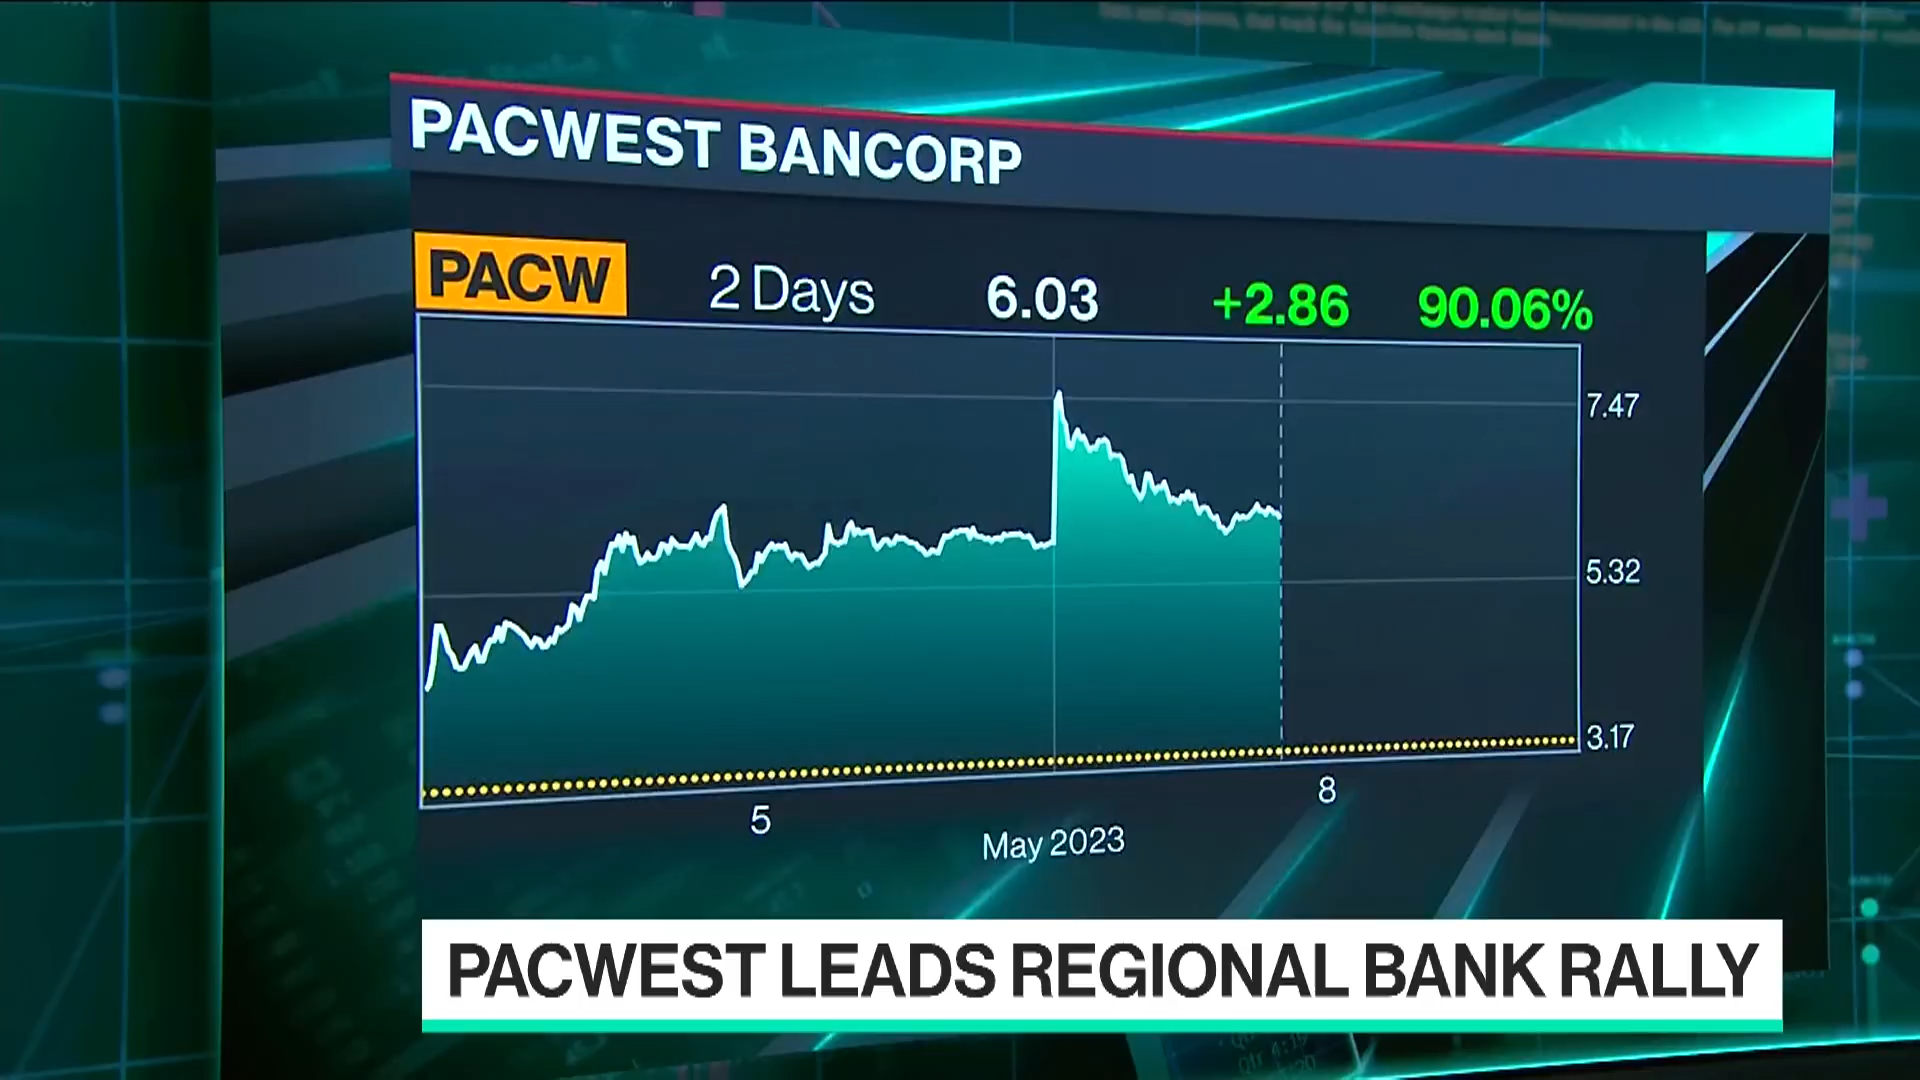 PACWEST BANCORP
PACW 2 Days 6.03 +2.86 90.06%
7.47
5.32
3.17
5 8
May 2023
PACWEST LEADS REGIONAL BANK RALLY